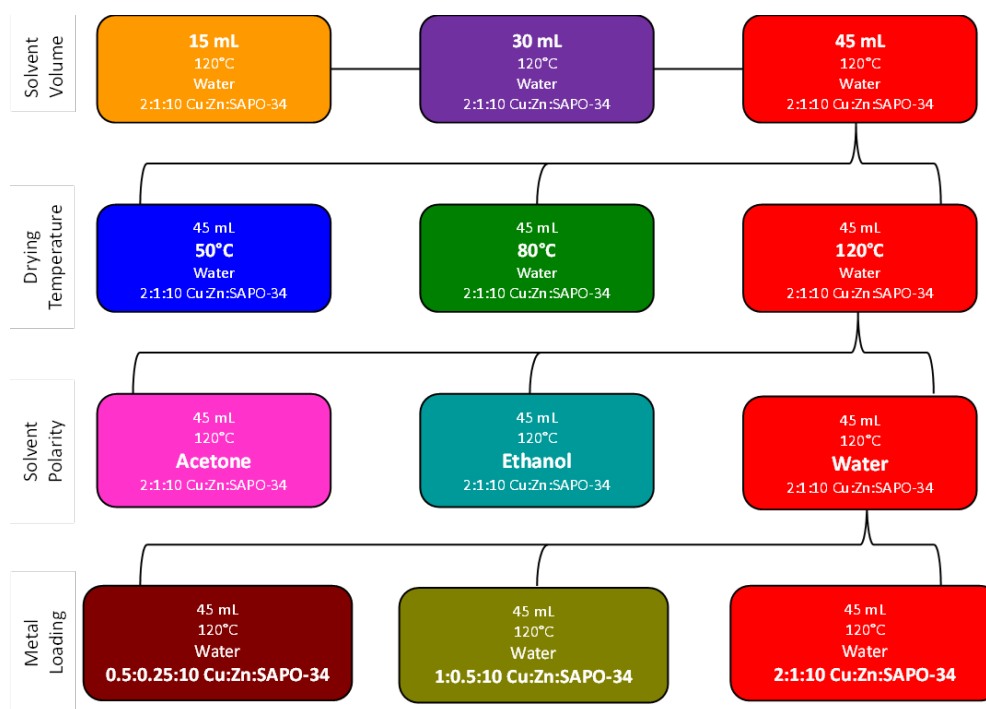 Solvent
Volume
15 mL
120°C
Water
2:1:10 Cu:Zn:SAPO-34
30 mL
120°C
Water
2:1:10 Cu:Zn:SAPO-34
45 mL
120°C
Water
2:1:10 Cu:Zn:SAPO-34
Drying
Temperature
45 mL
50°C
Water
2:1:10 Cu:Zn:SAPO-34
45 mL
80°C
Water
2:1:10 Cu:Zn:SAPO-34
45 mL
120°C
Water
2:1:10 Cu:Zn:SAPO-34
Solvent
Polarity
45 mL
120°C
Acetone
2:1:10 Cu:Zn:SAPO-34
45 mL
120°C
Ethanol
2:1:10 Cu:Zn:SAPO-34
45 mL
120°C
Water
2:1:10 Cu:Zn:SAPO-34
Metal
Loading
45 mL
120°C
Water
0.5:0.25:10 Cu:Zn:SAPO-34
45 mL
120°C
Water
1:0.5:10 Cu:Zn:SAPO-34
45 mL
120°C
Water
2:1:10 Cu:Zn:SAPO-34